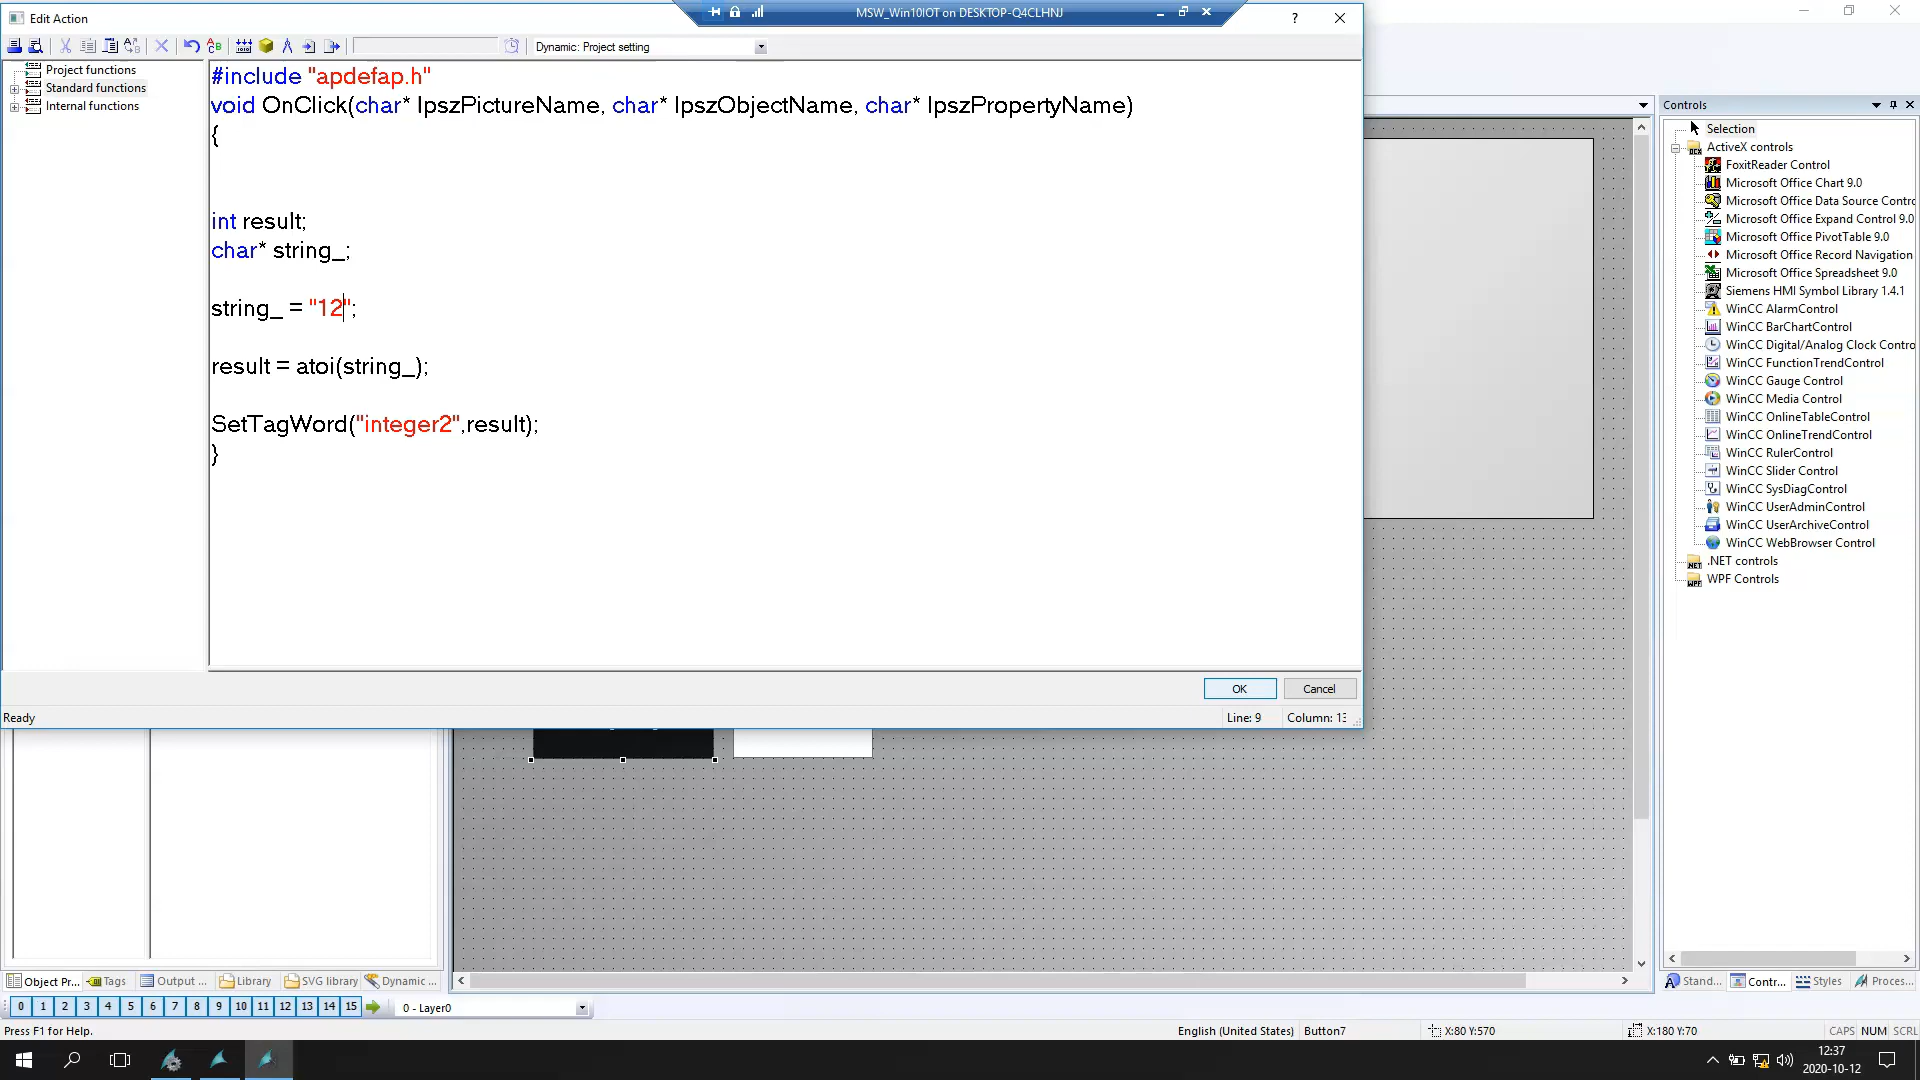 Edit Action
MSW_Win10IOT on DESKTOP-Q4CLHNJ
?
Dynamic: Project setting
Project functions
Standard functions
Internal functions
#include "apdefap.h"
void OnClick(char* lpszPictureName, char* lpszObjectName, char* lpszPropertyName)
{
int result;
char* string_;
string_ = "12";
result = atoi(string_);
SetTagWord("integer2",result);
}
OK
Cancel
Ready
Line: 9
Column: 13
Controls
Selection
ActiveX controls
FoxitReader Control
Microsoft Office Chart 9.0
Microsoft Office Data Source Contro
Microsoft Office Expand Control 9.0
Microsoft Office PivotTable 9.0
Microsoft Office Record Navigation
Microsoft Office Spreadsheet 9.0
Siemens HMI Symbol Library 1.4.1
WinCC AlarmControl
WinCC BarChartControl
WinCC Digital/Analog Clock Contro
WinCC FunctionTrendControl
WinCC Gauge Control
WinCC Media Control
WinCC OnlineTableControl
WinCC OnlineTrendControl
WinCC RulerControl
WinCC Slider Control
WinCC SysDiagControl
WinCC UserAdminControl
WinCC UserArchiveControl
WinCC WebBrowser Control
.NET controls
WPF Controls
Object Pr... Tags Output ... Library SVG library Dynamic ...
Stand... Contr... Styles Proces...
0 1 2 3 4 5 6 7 8 9 10 11 12 13 14 15
0 - Layer0
Press F1 for Help.
English (United States) Button7
X:80 Y:570
X:180 Y:70
CAPS NUM SCRL
12:37
2020-10-12